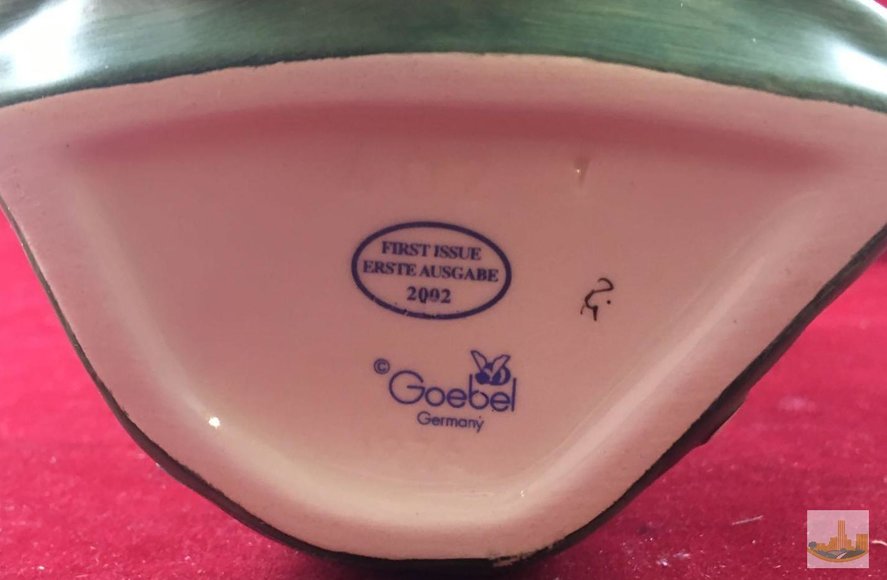 FIRST ISSUE
ERSTE AUSGABE
2002
© Goebel
Germany